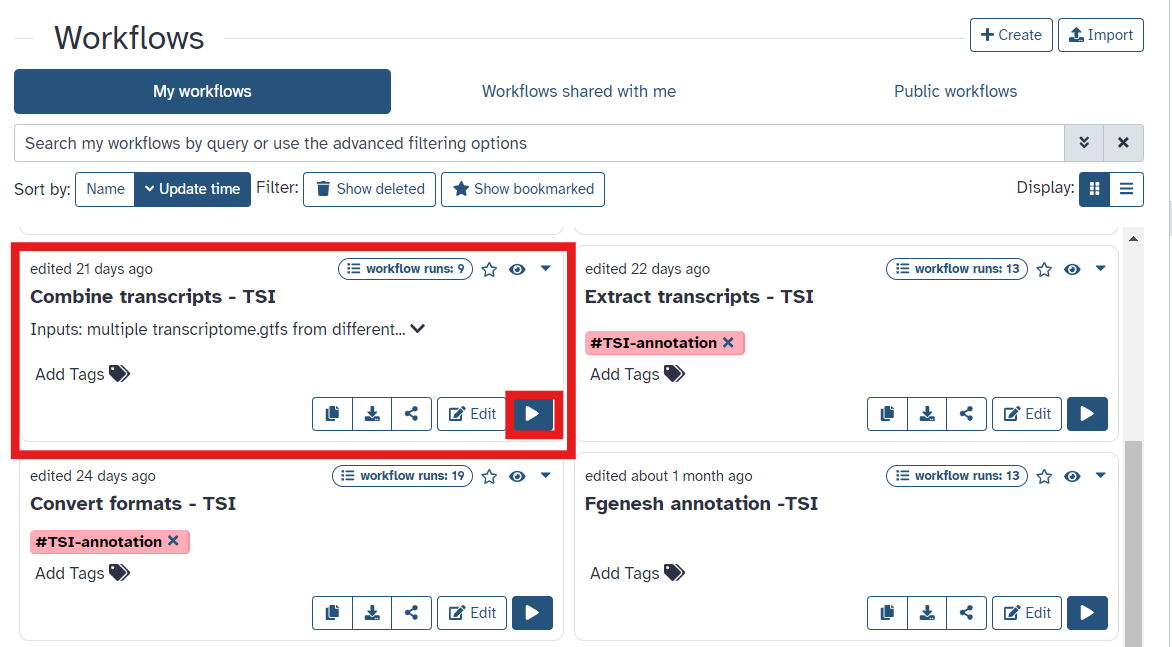 Workflows
Create Import
My workflows Workflows shared with me Public workflows
Search my workflows by query or use the advanced filtering options
Sort by: Name Update time Filter: Show deleted Show bookmarked Display:
edited 21 days ago workflow runs: 9
Combine transcripts - TSI
Inputs: multiple transcriptome.gtfs from different...
Add Tags
Edit
edited 22 days ago workflow runs: 13
Extract transcripts - TSI
#TSI-annotation
Add Tags
Edit
edited 24 days ago workflow runs: 19
Convert formats - TSI
#TSI-annotation
Add Tags
Edit
edited about 1 month ago workflow runs: 13
Fgenesh annotation -TSI
Add Tags
Edit